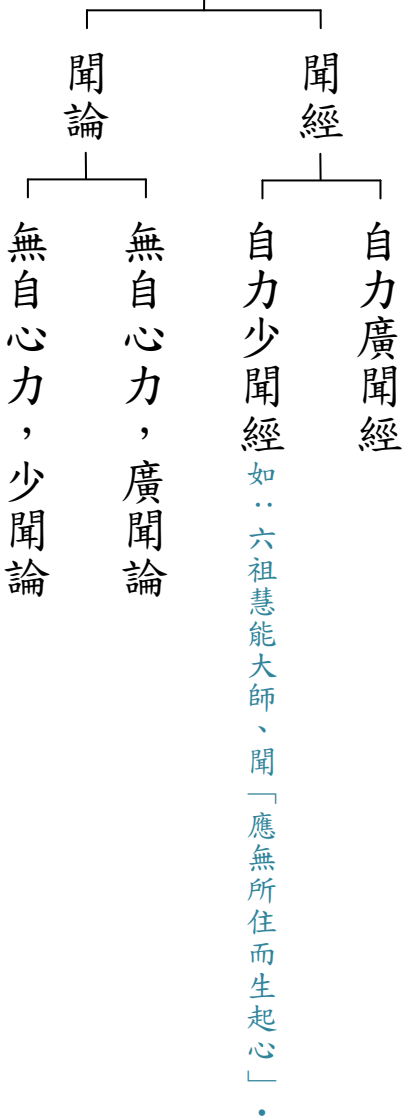 聞經
聞論
自力廣聞經
自力少聞經如：六祖慧能大師、聞「應無所住而生起心」．
無自心力，廣聞論
無自心力，少聞論